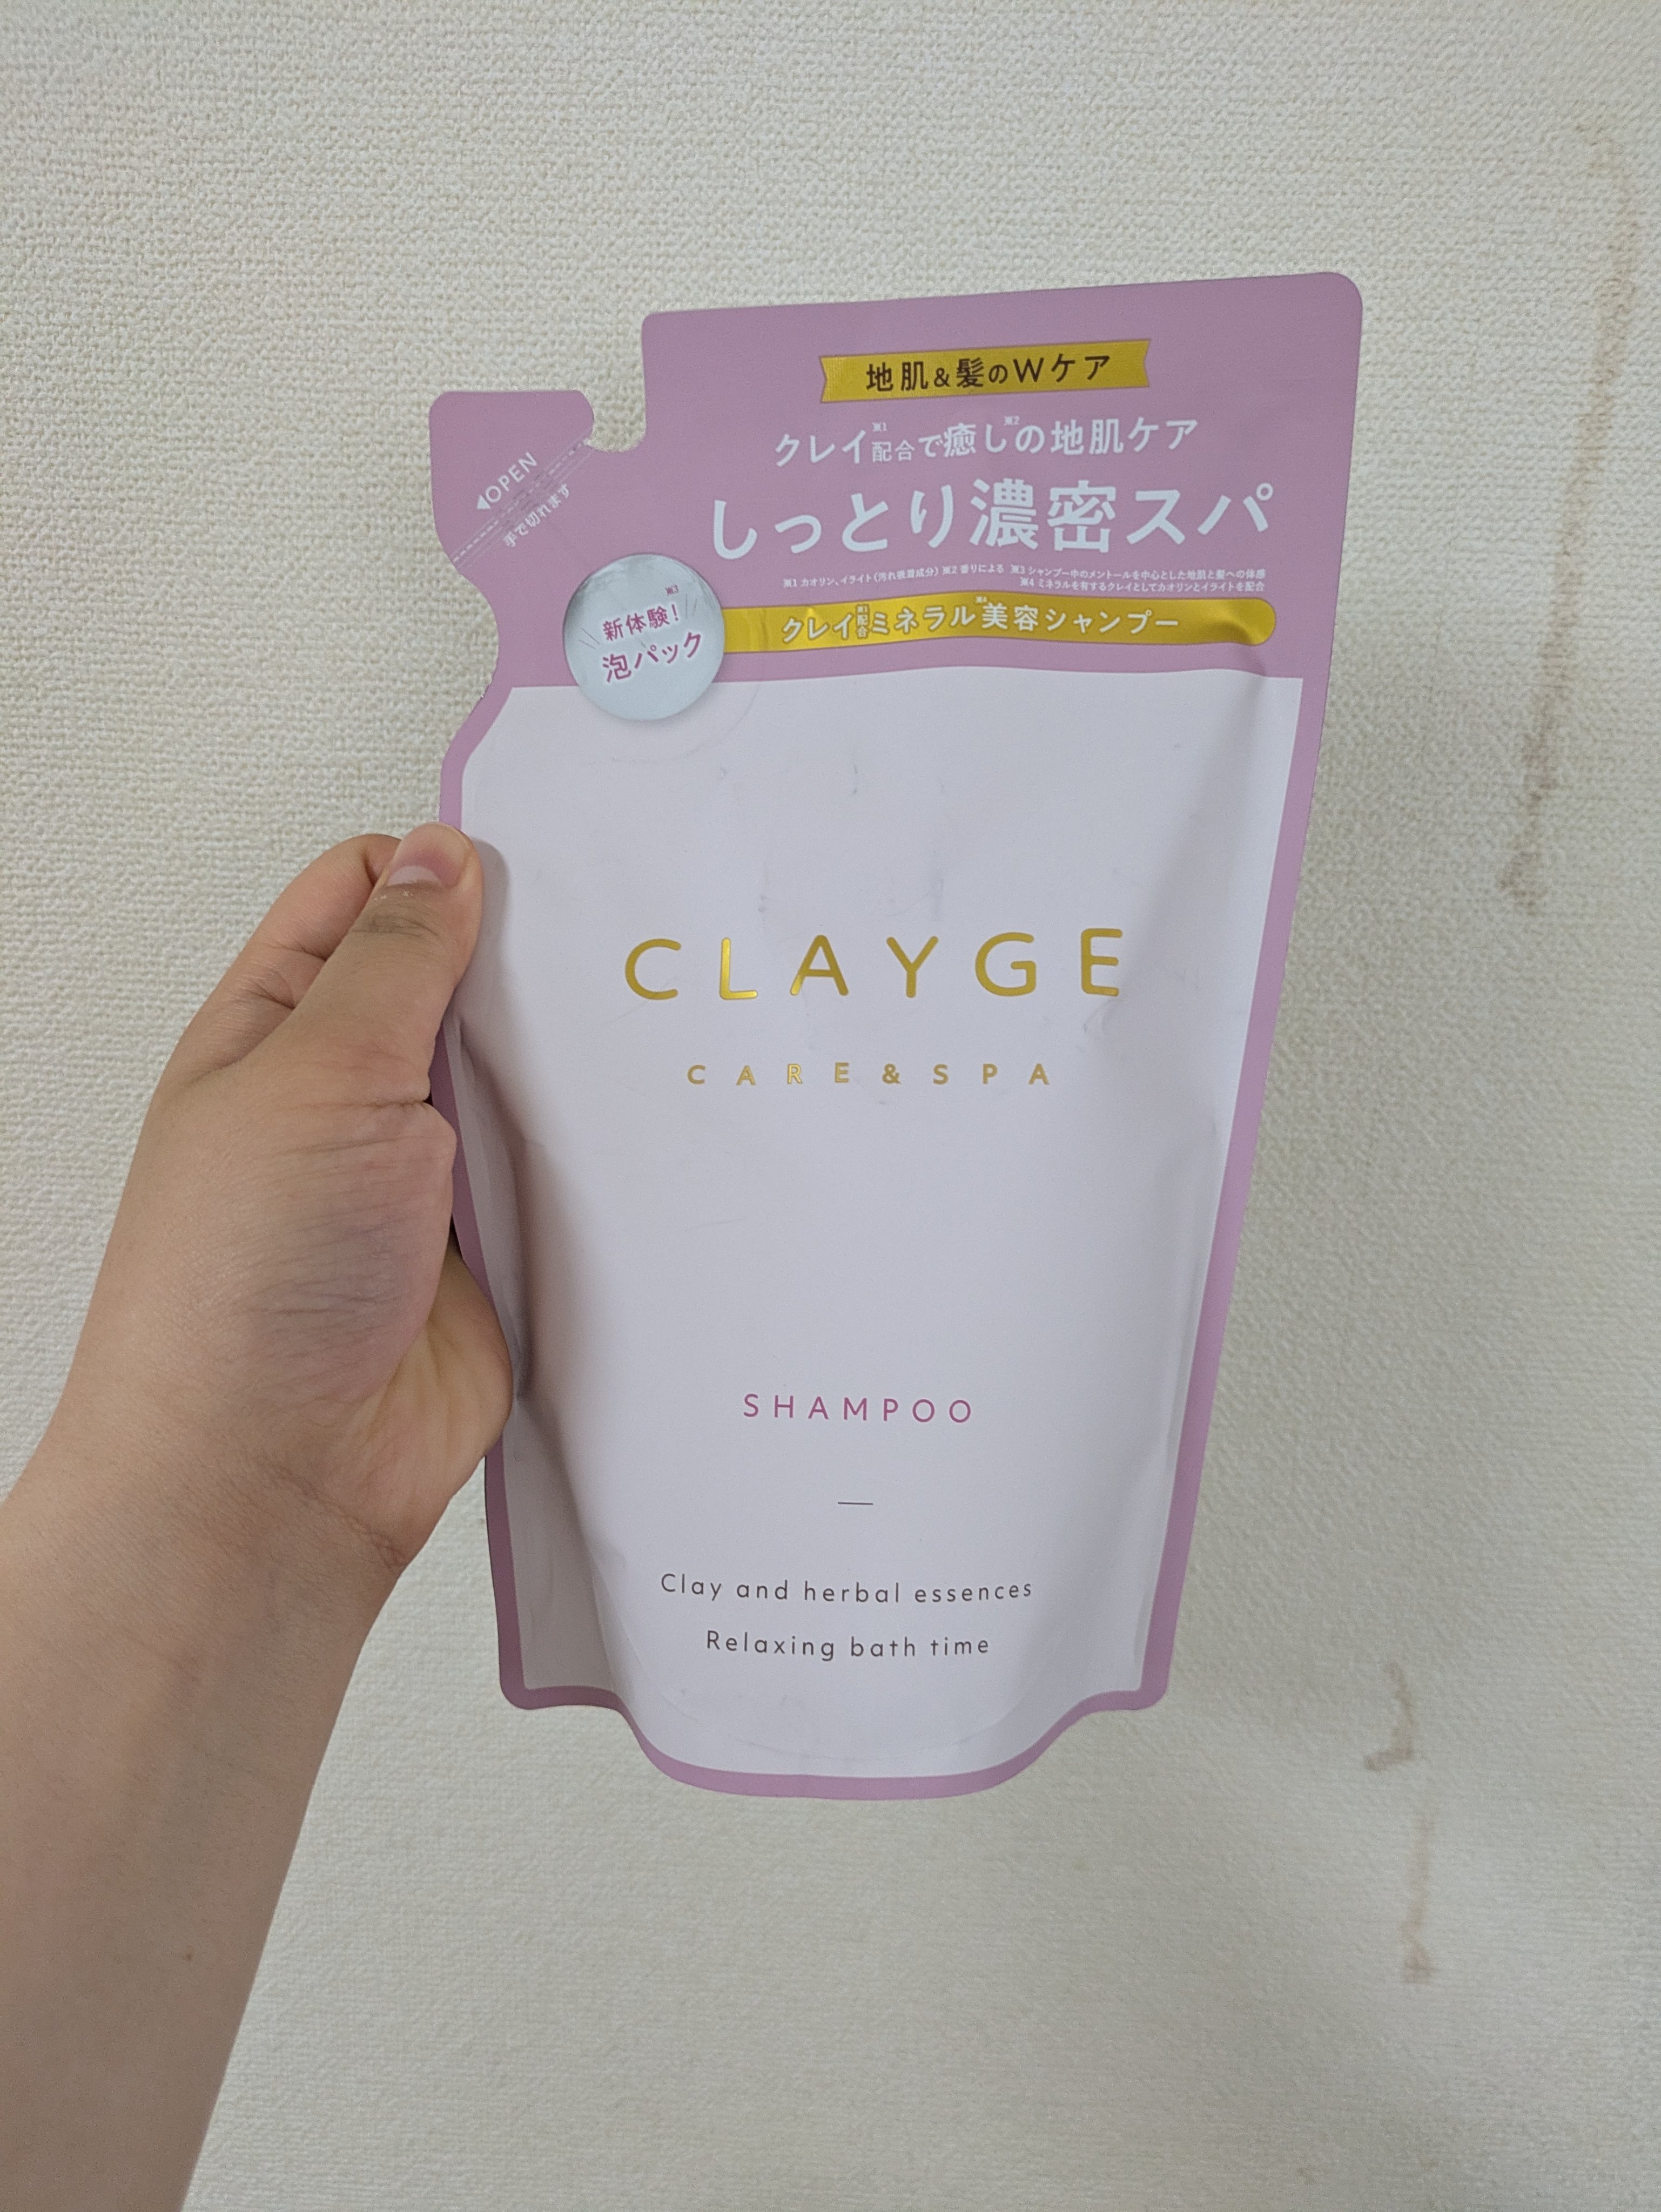 地肌&髪のWケア
クレイ※1配合で癒し※2の地肌ケア
しっとり濃密スパ
※1 カオリン、イライト(汚れ吸着成分) ※2 香りによる ※3 シャンプー中のメントールを中心とした地肌と髪への体感
※4 ミネラルを有するクレイとしてカオリンとイライトを配合
◀OPEN
手で切れます
新体験!※3
泡パック
クレイ※1配合ミネラル※4美容シャンプー
CLAYGE
CARE&SPA
SHAMPOO
Clay and herbal essences
Relaxing bath time